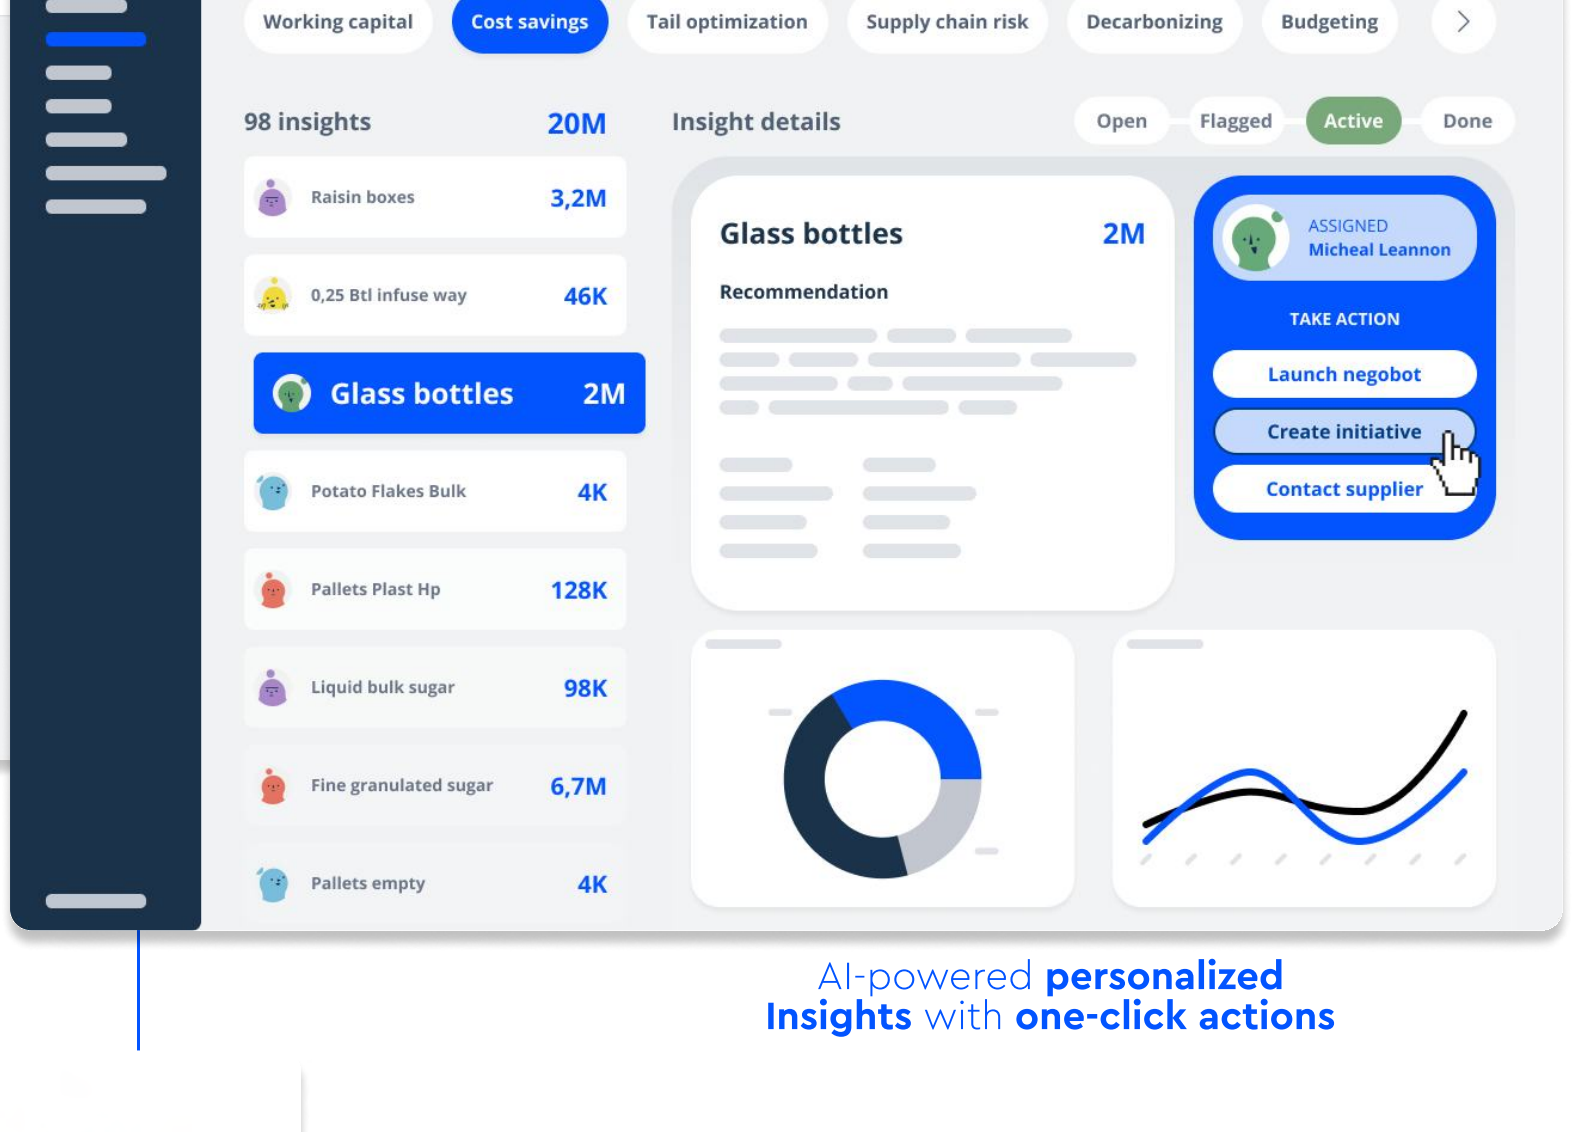 Working capital
Cost savings
Tail optimization
Supply chain risk
Decarbonizing
Budgeting
98 insights
20M
Raisin boxes
3,2M
0,25 Btl infuse way
46K
Glass bottles
2M
Potato Flakes Bulk
4K
Pallets Plast Hp
128K
Liquid bulk sugar
98K
Fine granulated sugar
6,7M
Pallets empty
4K
Insight details
Open
Flagged
Active
Done
Glass bottles
2M
Recommendation
ASSIGNED
Micheal Leannon
TAKE ACTION
Launch negobot
Create initiative
Contact supplier
AI-powered personalized
Insights with one-click actions